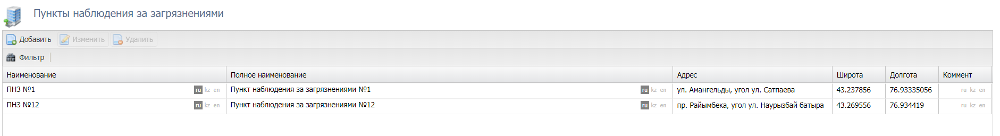 Пункты наблюдения за загрязнениями
Добавить Изменить Удалить
Фильтр
Наименование Полное наименование Адрес Широта Долгота Коммент
ПНЗ №1 ru kz en Пункт наблюдения за загрязнениями №1 ru kz en ул. Амангельды, угол ул. Сатпаева 43.237856 76.93335056 ru kz en
ПНЗ №12 ru kz en Пункт наблюдения за загрязнениями №12 ru kz en пр. Райымбека, угол ул. Наурызбай батыра 43.269556 76.934419 ru kz en